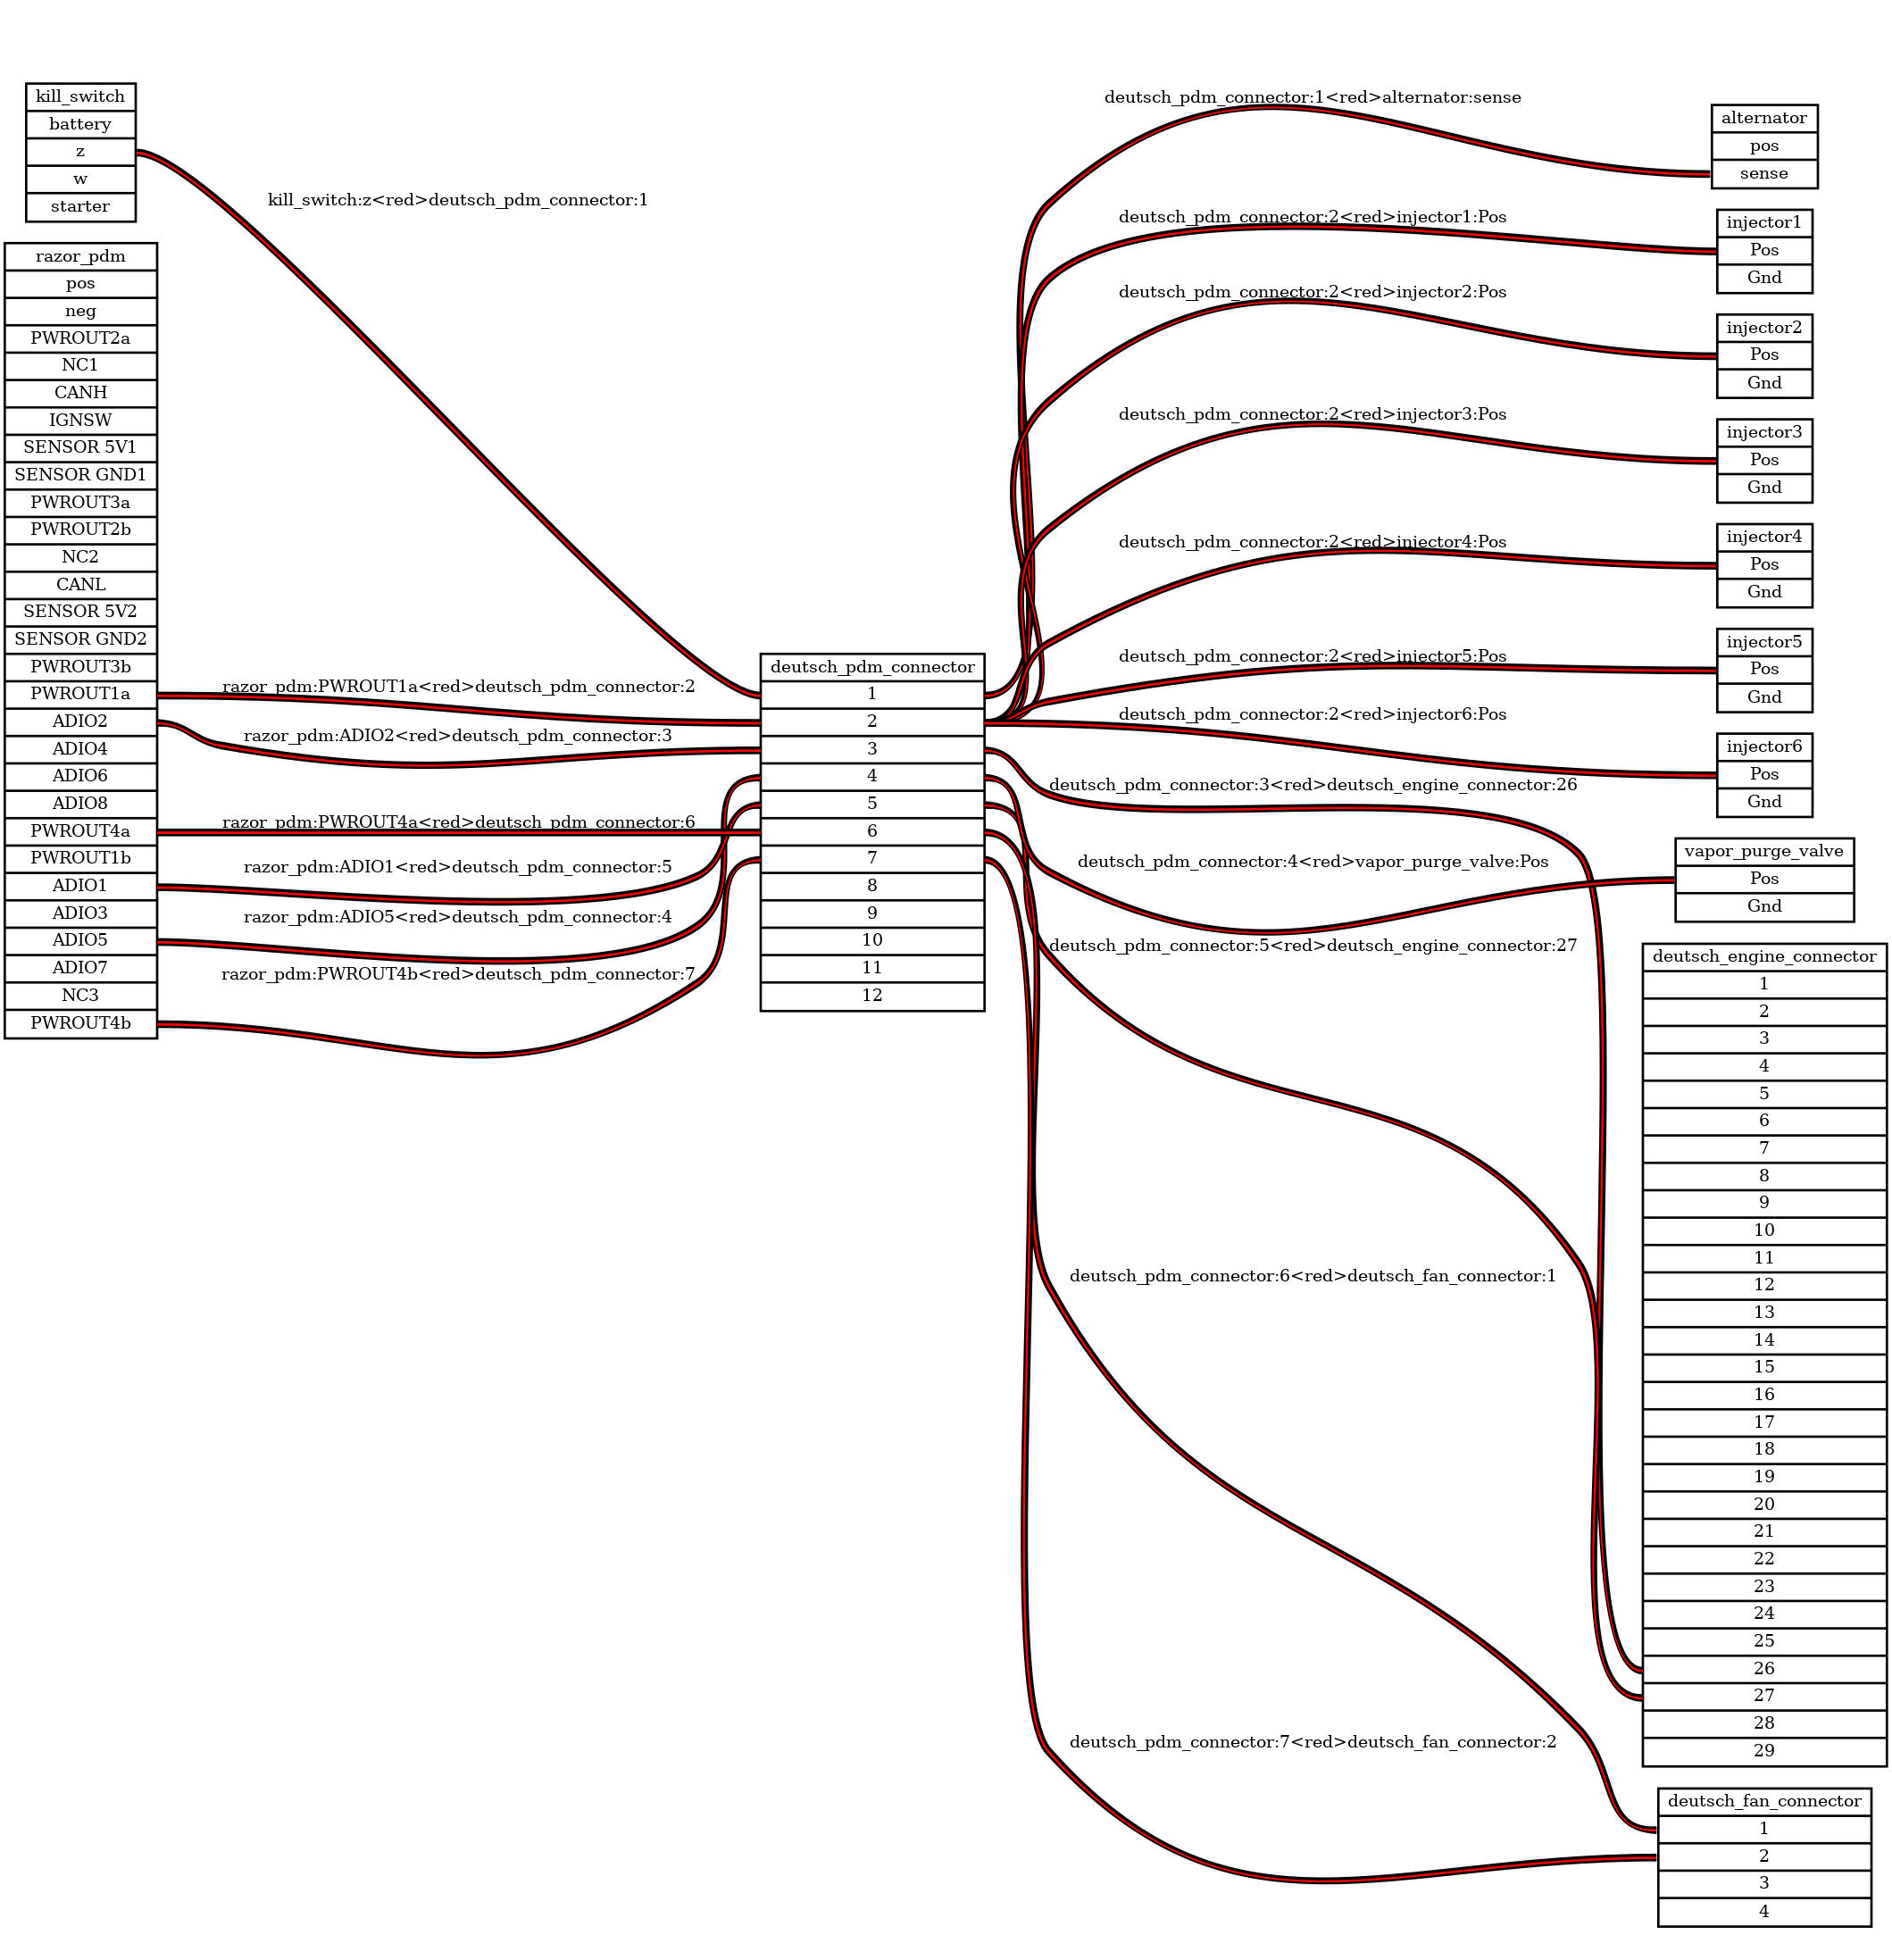 kill_switch
battery
z
w
starter
razor_pdm
pos
neg
PWROUT2a
NC1
CANH
IGNSW
SENSOR 5V1
SENSOR GND1
PWROUT3a
PWROUT2b
NC2
CANL
SENSOR 5V2
SENSOR GND2
PWROUT3b
PWROUT1a
ADIO2
ADIO4
ADIO6
ADIO8
PWROUT4a
PWROUT1b
ADIO1
ADIO3
ADIO5
ADIO7
NC3
PWROUT4b
kill_switch:z<red>deutsch_pdm_connector:1
razor_pdm:PWROUT1a<red>deutsch_pdm_connector:2
razor_pdm:ADIO2<red>deutsch_pdm_connector:3
razor_pdm:PWROUT4a<red>deutsch_pdm_connector:6
razor_pdm:ADIO1<red>deutsch_pdm_connector:5
razor_pdm:ADIO5<red>deutsch_pdm_connector:4
razor_pdm:PWROUT4b<red>deutsch_pdm_connector:7
deutsch_pdm_connector
1
2
3
4
5
6
7
8
9
10
11
12
deutsch_pdm_connector:1<red>alternator:sense
deutsch_pdm_connector:2<red>injector1:Pos
deutsch_pdm_connector:2<red>injector2:Pos
deutsch_pdm_connector:2<red>injector3:Pos
deutsch_pdm_connector:2<red>injector4:Pos
deutsch_pdm_connector:2<red>injector5:Pos
deutsch_pdm_connector:2<red>injector6:Pos
deutsch_pdm_connector:3<red>deutsch_engine_connector:26
deutsch_pdm_connector:4<red>vapor_purge_valve:Pos
deutsch_pdm_connector:5<red>deutsch_engine_connector:27
deutsch_pdm_connector:6<red>deutsch_fan_connector:1
deutsch_pdm_connector:7<red>deutsch_fan_connector:2
alternator
pos
sense
injector1
Pos
Gnd
injector2
Pos
Gnd
injector3
Pos
Gnd
injector4
Pos
Gnd
injector5
Pos
Gnd
injector6
Pos
Gnd
vapor_purge_valve
Pos
Gnd
deutsch_engine_connector
1
2
3
4
5
6
7
8
9
10
11
12
13
14
15
16
17
18
19
20
21
22
23
24
25
26
27
28
29
deutsch_fan_connector
1
2
3
4